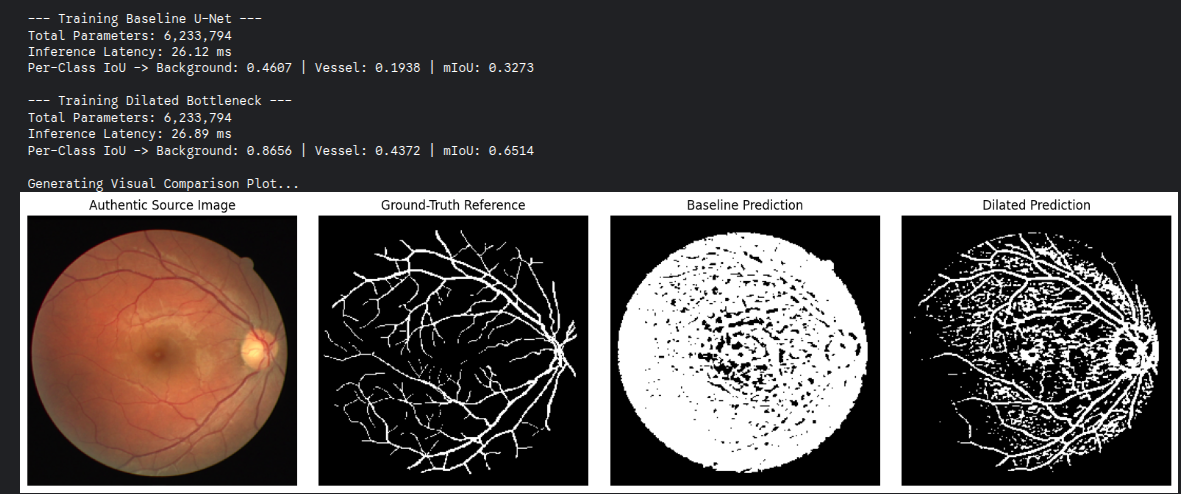 --- Training Baseline U-Net ---
Total Parameters: 6,233,794
Inference Latency: 26.12 ms
Per-Class IoU -> Background: 0.4607 | Vessel: 0.1938 | mIoU: 0.3273
--- Training Dilated Bottleneck ---
Total Parameters: 6,233,794
Inference Latency: 26.89 ms
Per-Class IoU -> Background: 0.8656 | Vessel: 0.4372 | mIoU: 0.6514
Generating Visual Comparison Plot...
Authentic Source Image
Ground-Truth Reference
Baseline Prediction
Dilated Prediction